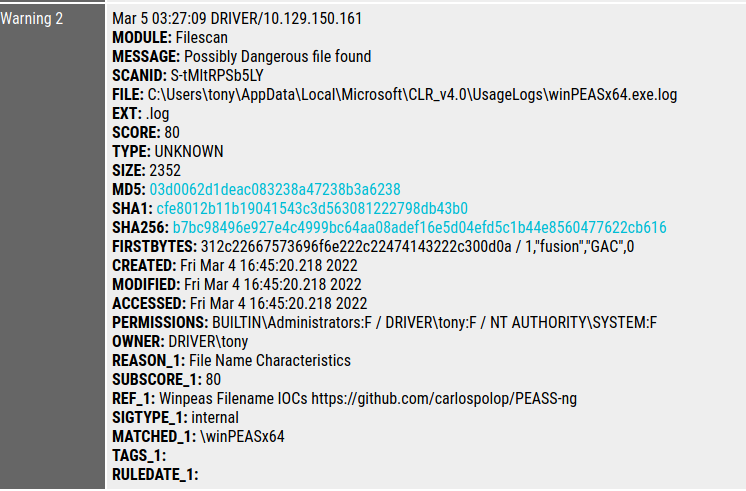 Warning 2
Mar 5 03:27:09 DRIVER/10.129.150.161
MODULE: Filescan
MESSAGE: Possibly Dangerous file found
SCANID: S-tMltRPSb5LY
FILE: C:\Users\tony\AppData\Local\Microsoft\CLR_v4.0\UsageLogs\winPEASx64.exe.log
EXT: .log
SCORE: 80
TYPE: UNKNOWN
SIZE: 2352
MD5: 03d0062d1deac083238a47238b3a6238
SHA1: cfe8012b11b19041543c3d563081222798db43b0
SHA256: b7bc98496e927e4c4999bc64aa08adef16e5d04efd5c1b44e8560477622cb616
FIRSTBYTES: 312c22667573696f6e222c22474143222c300d0a / 1,"fusion","GAC",0
CREATED: Fri Mar 4 16:45:20.218 2022
MODIFIED: Fri Mar 4 16:45:20.218 2022
ACCESSED: Fri Mar 4 16:45:20.218 2022
PERMISSIONS: BUILTIN\Administrators:F / DRIVER\tony:F / NT AUTHORITY\SYSTEM:F
OWNER: DRIVER\tony
REASON_1: File Name Characteristics
SUBSCORE_1: 80
REF_1: Winpeas Filename IOCs https://github.com/carlospolop/PEASS-ng
SIGTYPE_1: internal
MATCHED_1: \winPEASx64
TAGS_1:
RULEDATE_1: